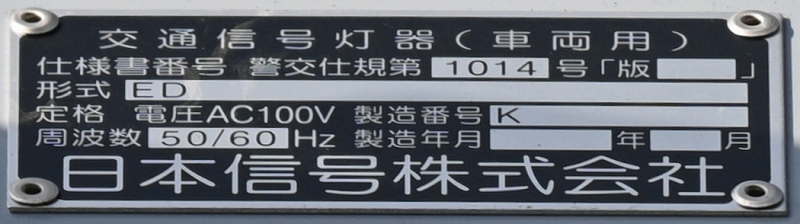 交通信号灯器(車両用)
仕様書番号 警交仕規第 1014 号「版 」
形式 ED
定格 電圧AC100V 製造番号 K
周波数 50/60 Hz 製造年月 年 月
日本信号株式会社